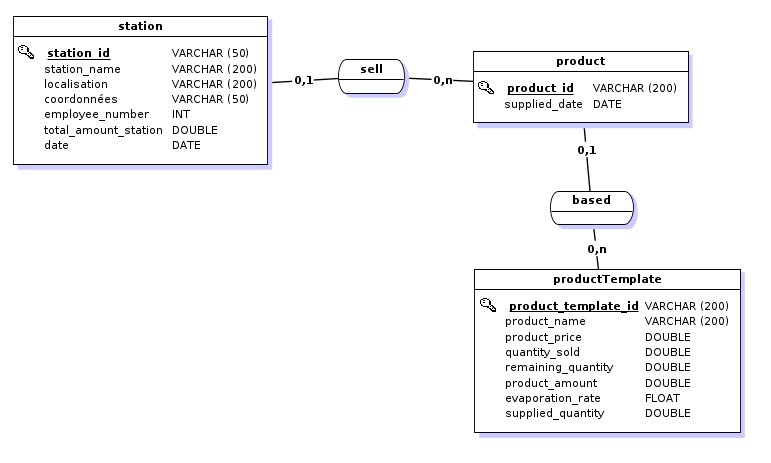 station
station_id VARCHAR (50)
station_name VARCHAR (200)
localisation VARCHAR (200)
coordonnées VARCHAR (50)
employee_number INT
total_amount_station DOUBLE
date DATE
0,1
sell
0,n
product
product_id VARCHAR (200)
supplied_date DATE
0,1
based
0,n
productTemplate
product_template_id VARCHAR (200)
product_name VARCHAR (200)
product_price DOUBLE
quantity_sold DOUBLE
remaining_quantity DOUBLE
product_amount DOUBLE
evaporation_rate FLOAT
supplied_quantity DOUBLE